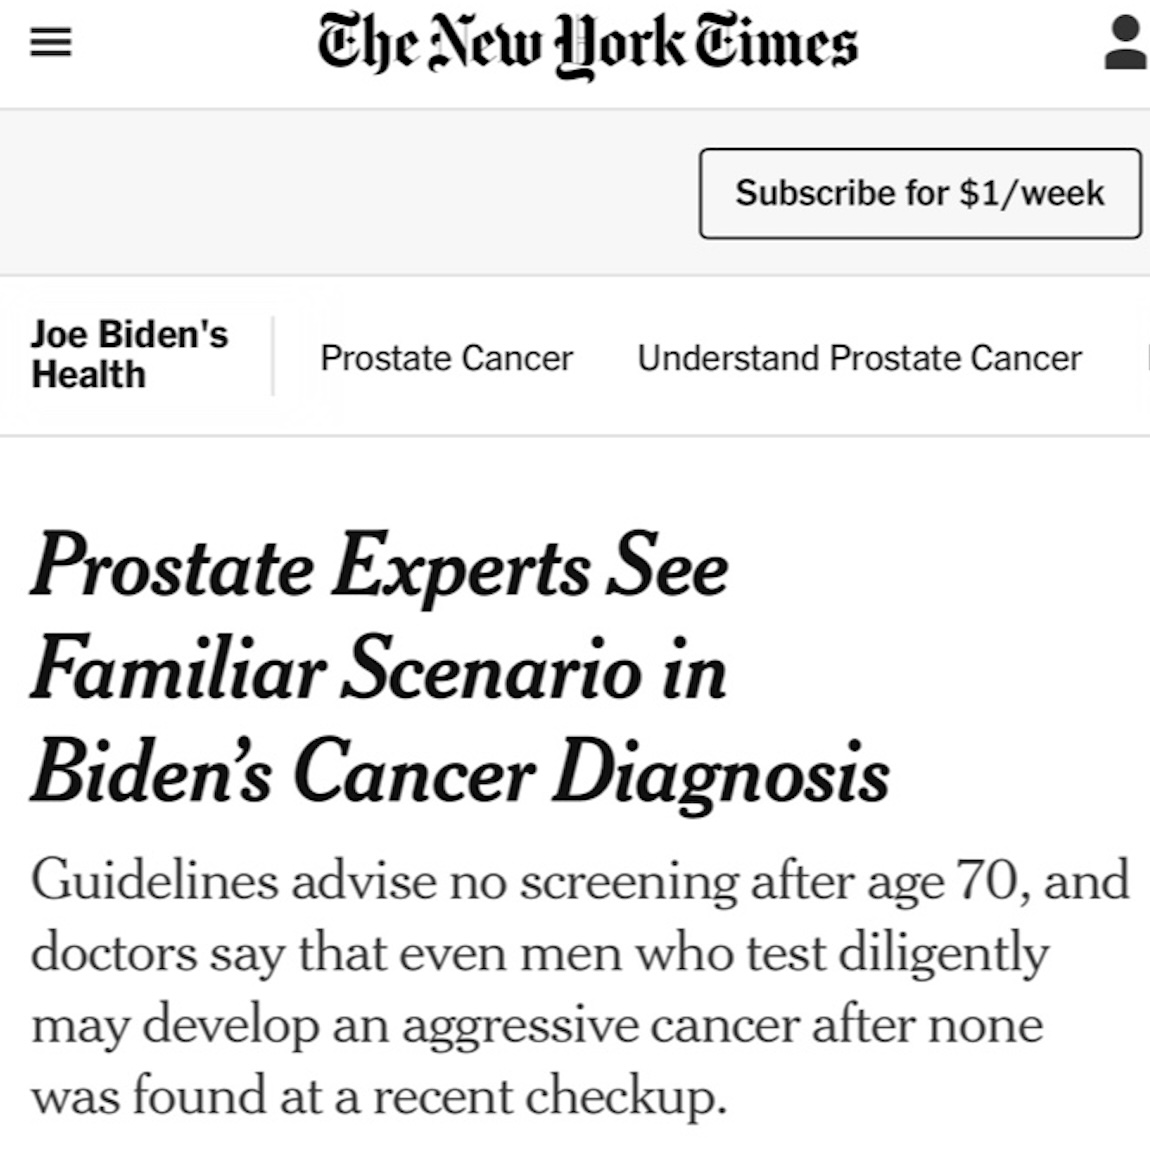 The New York Times
Subscribe for $1/week
Joe Biden's
Health
Prostate Cancer
Understand Prostate Cancer
Prostate Experts See
Familiar Scenario in
Biden’s Cancer Diagnosis
Guidelines advise no screening after age 70, and
doctors say that even men who test diligently
may develop an aggressive cancer after none
was found at a recent checkup.